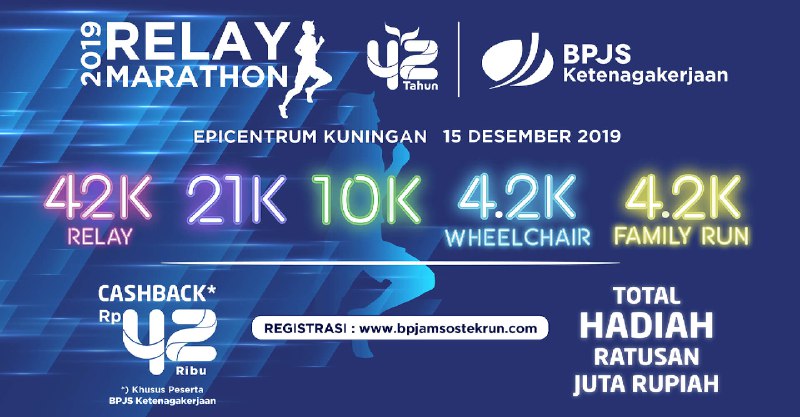 2019 RELAY
MARATHON
42
Tahun
BPJS
Ketenagakerjaan
EPICENTRUM KUNINGAN 15 DESEMBER 2019
42K
RELAY
21K
10K
4.2K
WHEELCHAIR
4.2K
FAMILY RUN
CASHBACK*
Rp 42
Ribu
*) Khusus Peserta
BPJS Ketenagakerjaan
REGISTRASI : www.bpjamsostekrun.com
TOTAL
HADIAH
RATUSAN
JUTA RUPIAH